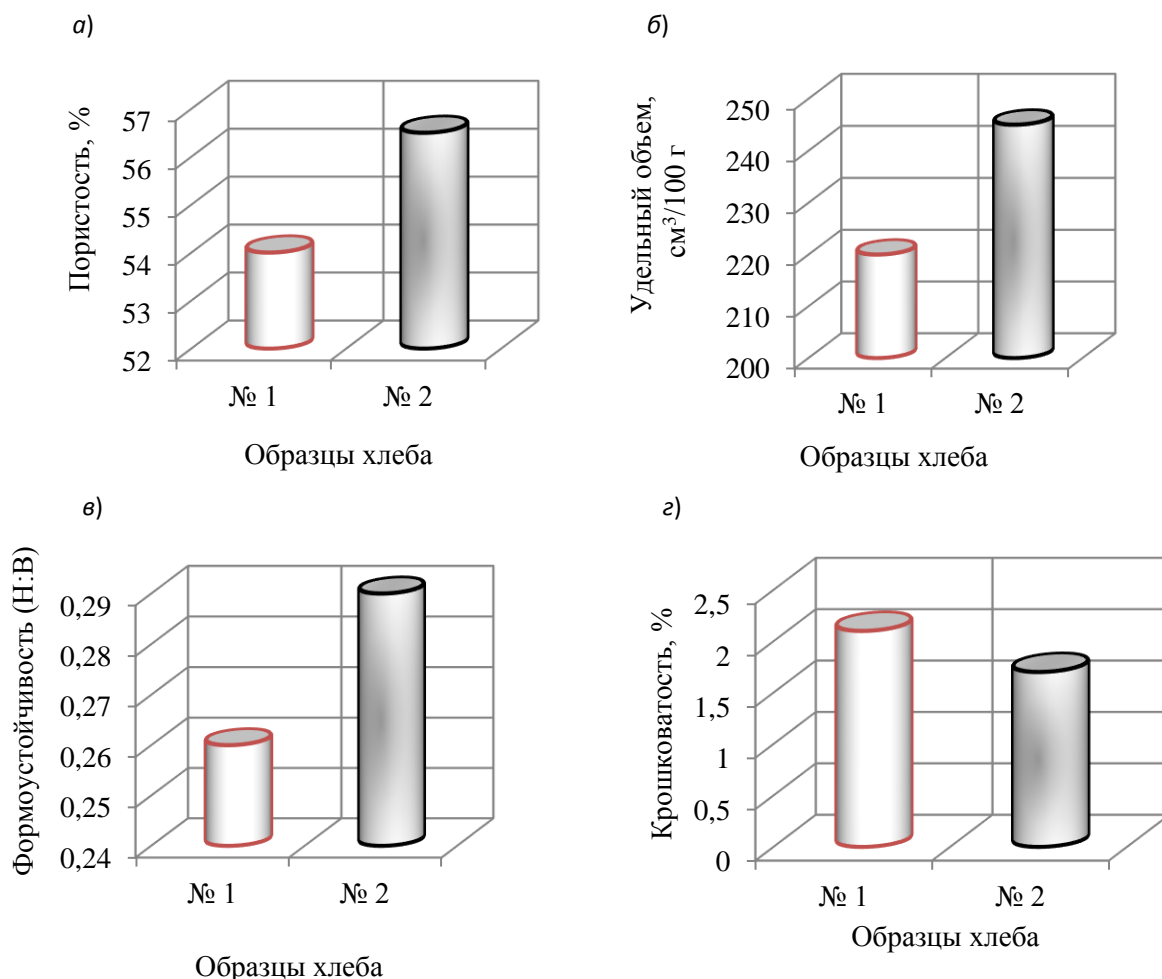 а)
Пористость, %
57
56
55
54
53
52
№ 1
№ 2
Образцы хлеба
б)
Удельный объем,
см³/100 г
250
240
230
220
210
200
№ 1
№ 2
Образцы хлеба
в)
Формоустойчивость (Н:В)
0,29
0,28
0,27
0,26
0,25
0,24
№ 1
№ 2
Образцы хлеба
г)
Крошковатость, %
2,5
2
1,5
1
0,5
0
№ 1
№ 2
Образцы хлеба